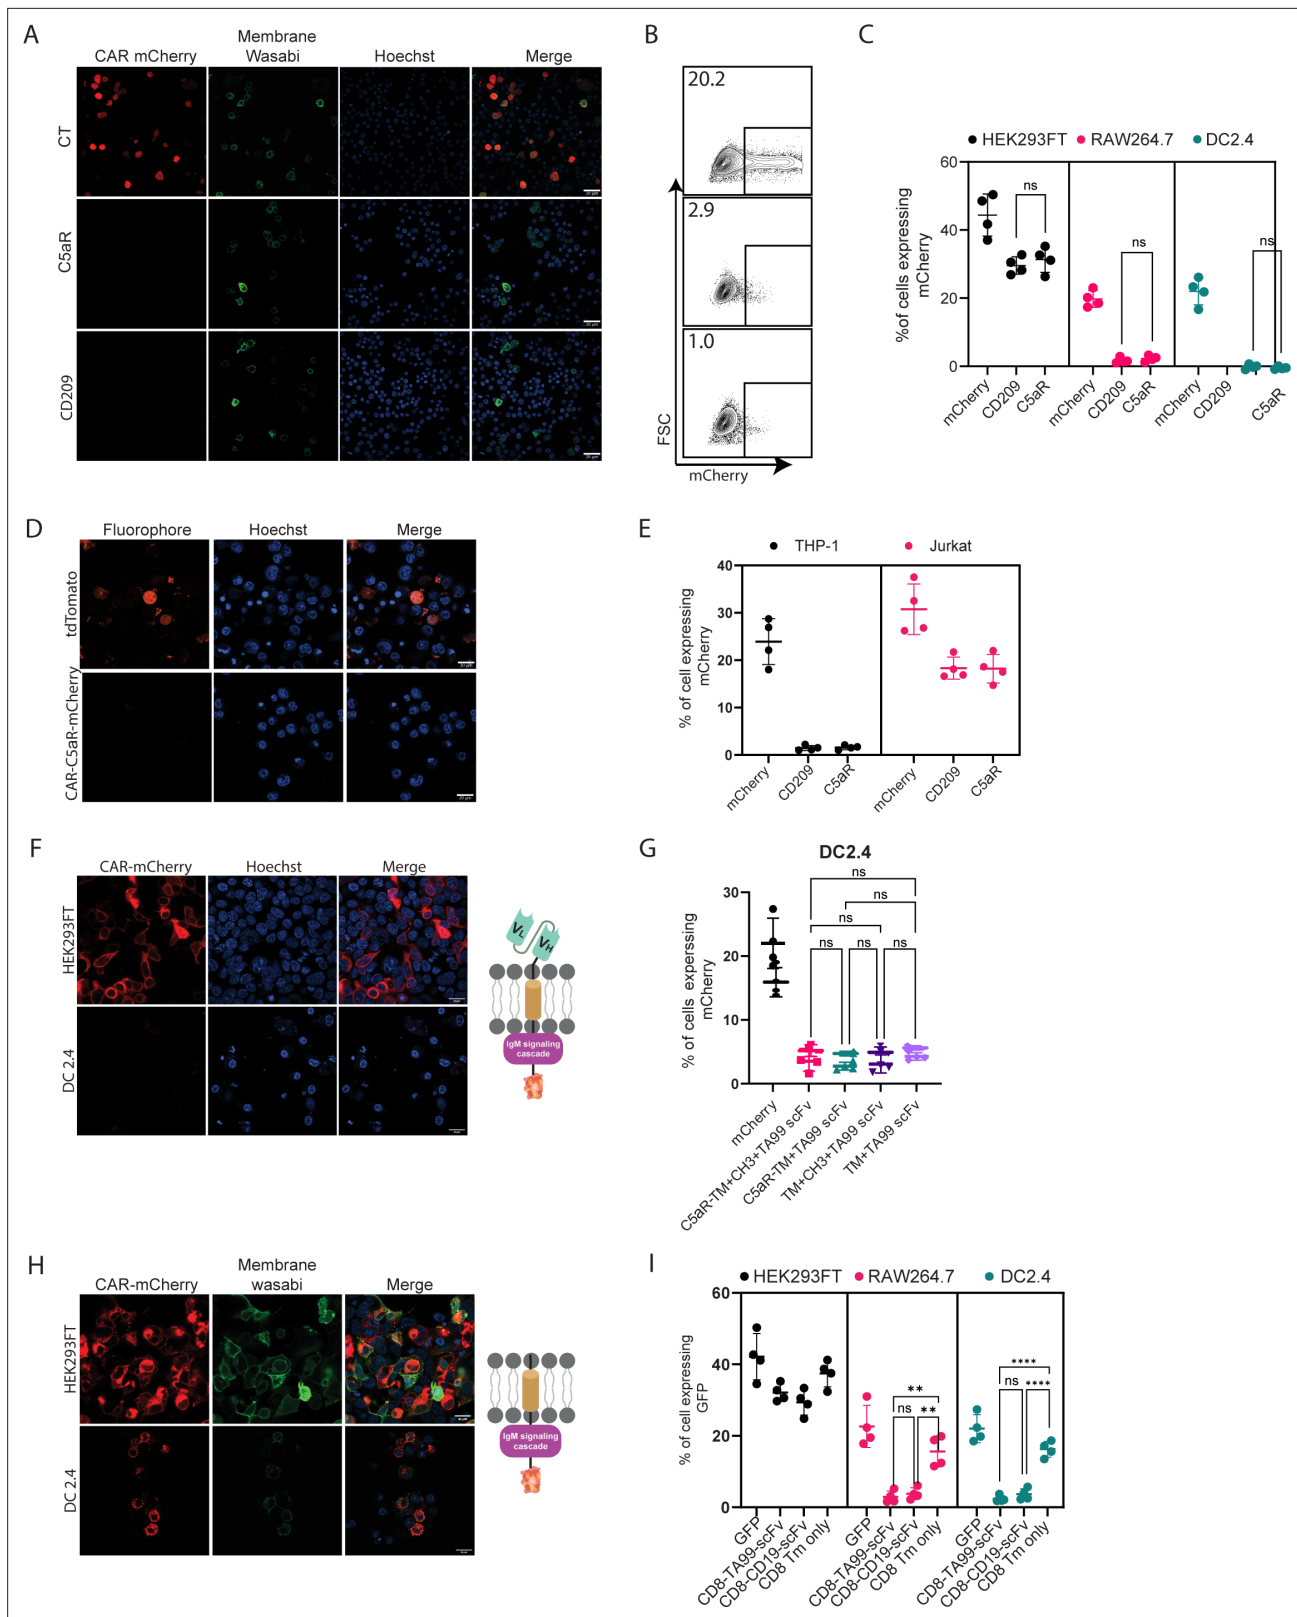 A
CAR mCherry
Membrane
Wasabi
Hoechst
Merge
CT
C5aR
CD209
B
20.2
2.9
1.0
FSC
mCherry
C
HEK293FT
RAW264.7
DC2.4
%of cells expressing
mCherry
60
40
20
0
ns
ns
ns
mCherry
CD209
C5aR
mCherry
CD209
C5aR
mCherry
CD209
C5aR
D
Fluorophore
Hoechst
Merge
tdTomato
CAR-C5aR-mCherry
E
THP-1
Jurkat
% of cell expressing
mCherry
40
30
20
10
0
mCherry
CD209
C5aR
mCherry
CD209
C5aR
F
CAR-mCherry
Hoechst
Merge
HEK293FT
DC 2.4
VL
VH
IgM signaling
cascade
G
DC2.4
% of cells experssing
mCherry
30
20
10
0
ns
ns
ns
ns
ns
ns
mCherry
C5aR-TM+CH3+TA99 scFv
C5aR-TM+TA99 scFv
TM+CH3+TA99 scFv
TM+TA99 scFv
H
CAR-mCherry
Membrane
wasabi
Merge
HEK293FT
DC 2.4
IgM signaling
cascade
I
HEK293FT
RAW264.7
DC2.4
% of cell expressing
GFP
60
40
20
0
**
ns
**
****
ns
****
GFP
CD8-TA99-scFv
CD8-CD19-scFv
CD8 Tm only
GFP
CD8-TA99-scFv
CD8-CD19-scFv
CD8 Tm only
GFP
CD8-TA99-scFv
CD8-CD19-scFv
CD8 Tm only